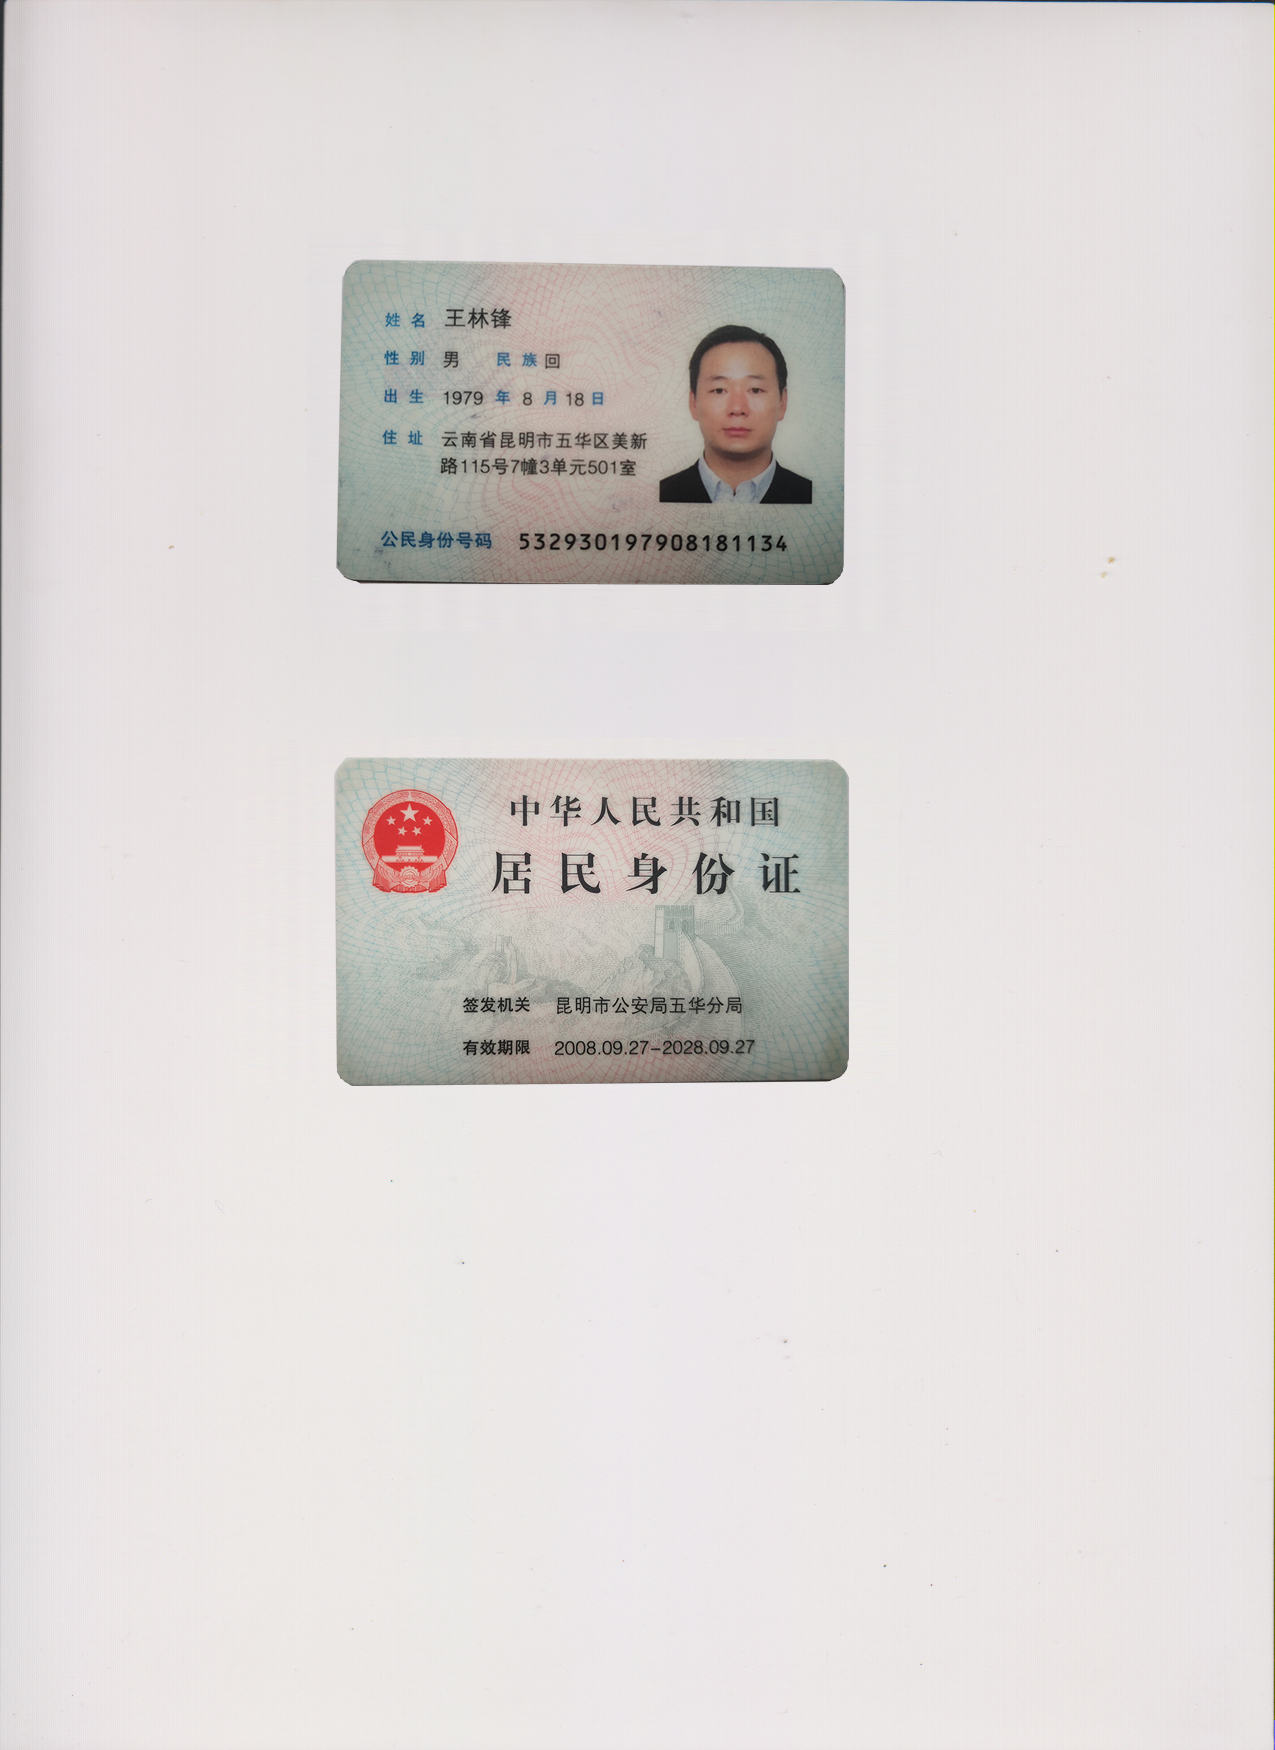 姓名 王林锋
性别 男 民族 回
出生 1979 年 8 月 18 日
住址 云南省昆明市五华区美新
路115号7幢3单元501室
公民身份号码 532930197908181134
中华人民共和国
居民身份证
签发机关 昆明市公安局五华分局
有效期限 2008.09.27-2028.09.27